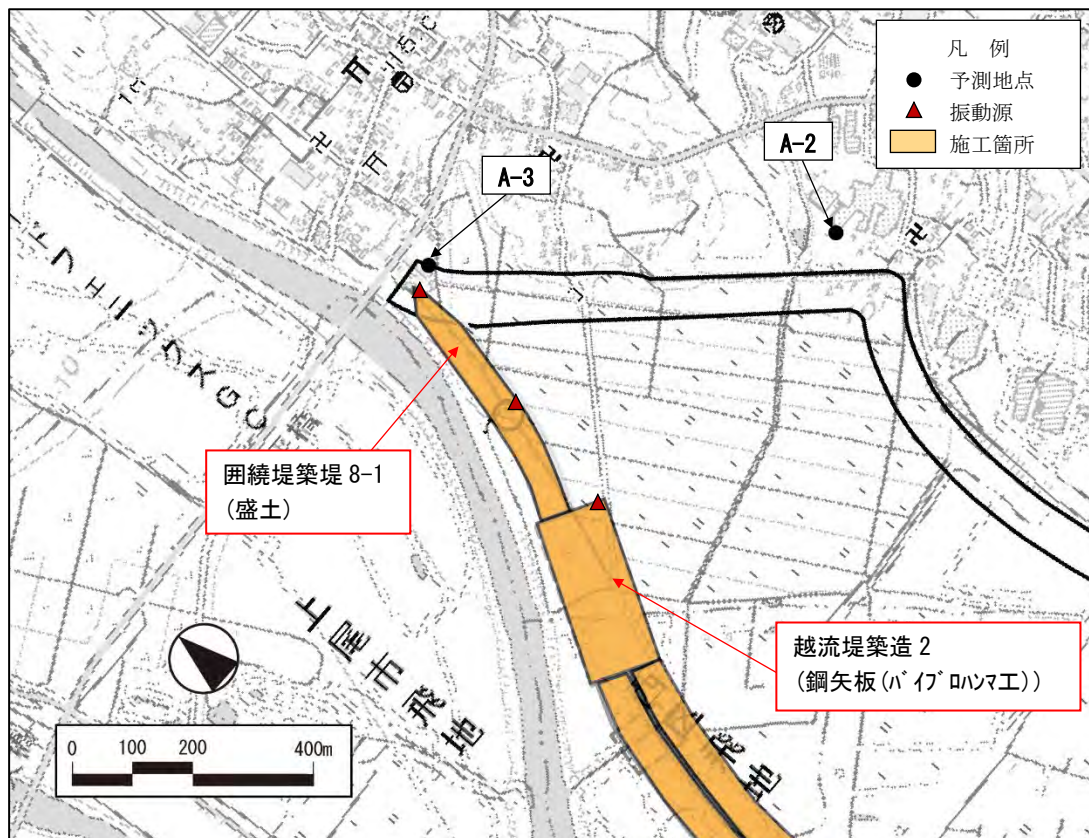 凡 例
予測地点
振動源
施工箇所
A-2
A-3
囲繞堤築堤 8-1
(盛土)
越流堤築造 2
(鋼矢板(ﾊﾞｲﾌﾞﾛﾊﾝﾏ工))
上尾市飛地
0 100 200 400m